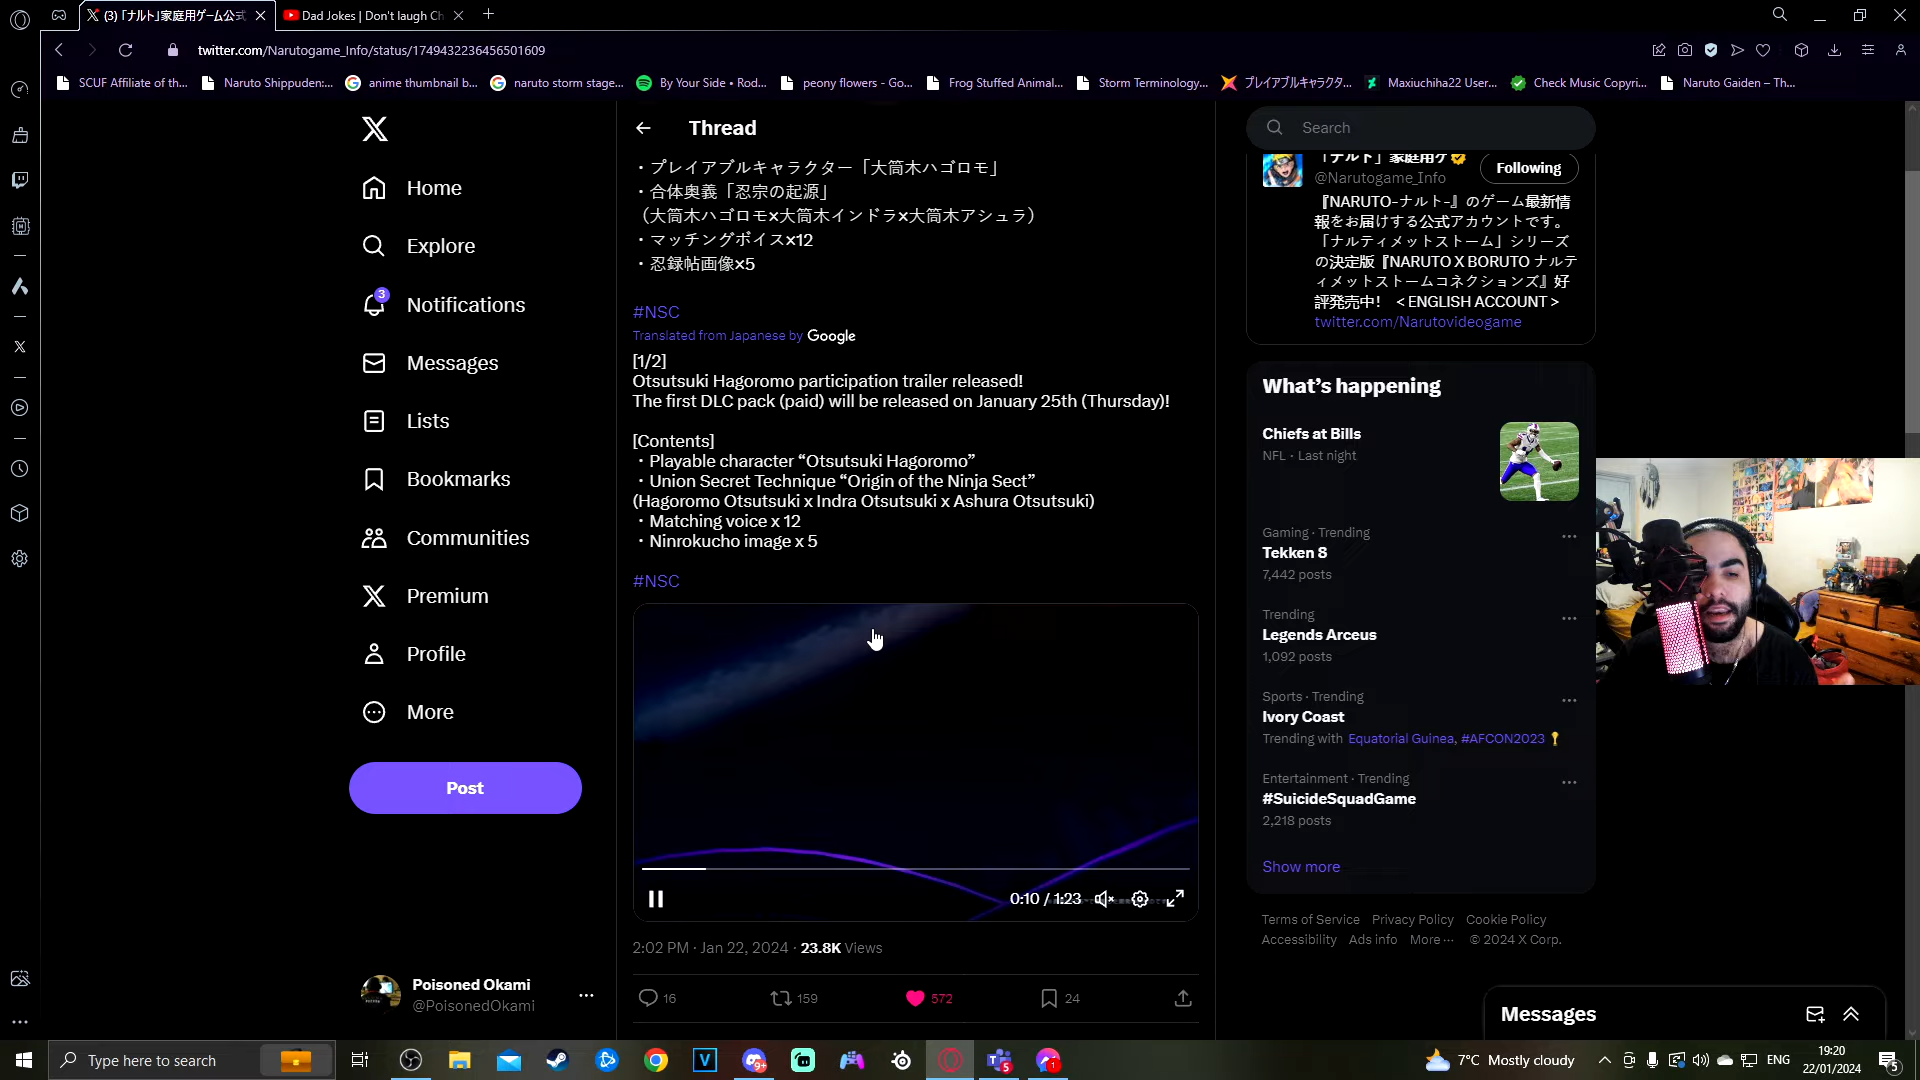 (3)「ナルト」家庭用ゲーム公式
Dad Jokes | Don't laugh Ch
twitter.com/Narutogame_Info/status/1749432236456501609
SCUF Affiliate of th...
Naruto Shippuden:...
anime thumbnail b...
naruto storm stage...
By Your Side • Rod...
peony flowers - Go...
Frog Stuffed Animal...
Storm Terminology...
プレイアブルキャラクタ...
Maxiuchiha22 User...
Check Music Copyri...
Naruto Gaiden – Th...
Home
Explore
3
Notifications
Messages
Lists
Bookmarks
Communities
Premium
Profile
More
Post
Poisoned Okami
@PoisonedOkami
Thread
・プレイアブルキャラクター「大筒木ハゴロモ」
・合体奥義「忍宗の起源」
（大筒木ハゴロモ×大筒木インドラ×大筒木アシュラ）
・マッチングボイス×12
・忍録帖画像×5
#NSC
Translated from Japanese by Google
[1/2]
Otsutsuki Hagoromo participation trailer released!
The first DLC pack (paid) will be released on January 25th (Thursday)!
[Contents]
・Playable character “Otsutsuki Hagoromo”
・Union Secret Technique “Origin of the Ninja Sect”
(Hagoromo Otsutsuki x Indra Otsutsuki x Ashura Otsutsuki)
・Matching voice x 12
・Ninrokucho image x 5
#NSC
0:10 / 1:23
2:02 PM · Jan 22, 2024 · 23.8K Views
16
159
572
24
Search
「ナルト」家庭用ゲ
@Narutogame_Info
Following
『NARUTO-ナルト-』のゲーム最新情
報をお届けする公式アカウントです。
「ナルティメットストーム」シリーズ
の決定版『NARUTO X BORUTO ナルテ
ィメットストームコネクションズ』好
評発売中！ ＜ENGLISH ACCOUNT＞
twitter.com/Narutovideogame
What’s happening
Chiefs at Bills
NFL · Last night
Gaming · Trending
Tekken 8
7,442 posts
Trending
Legends Arceus
1,092 posts
Sports · Trending
Ivory Coast
Trending with Equatorial Guinea, #AFCON2023
Entertainment · Trending
#SuicideSquadGame
2,218 posts
Show more
Terms of Service Privacy Policy Cookie Policy
Accessibility Ads info More ··· © 2024 X Corp.
Messages
Type here to search
9+
5
1
7°C Mostly cloudy
ENG
19:20
22/01/2024
5